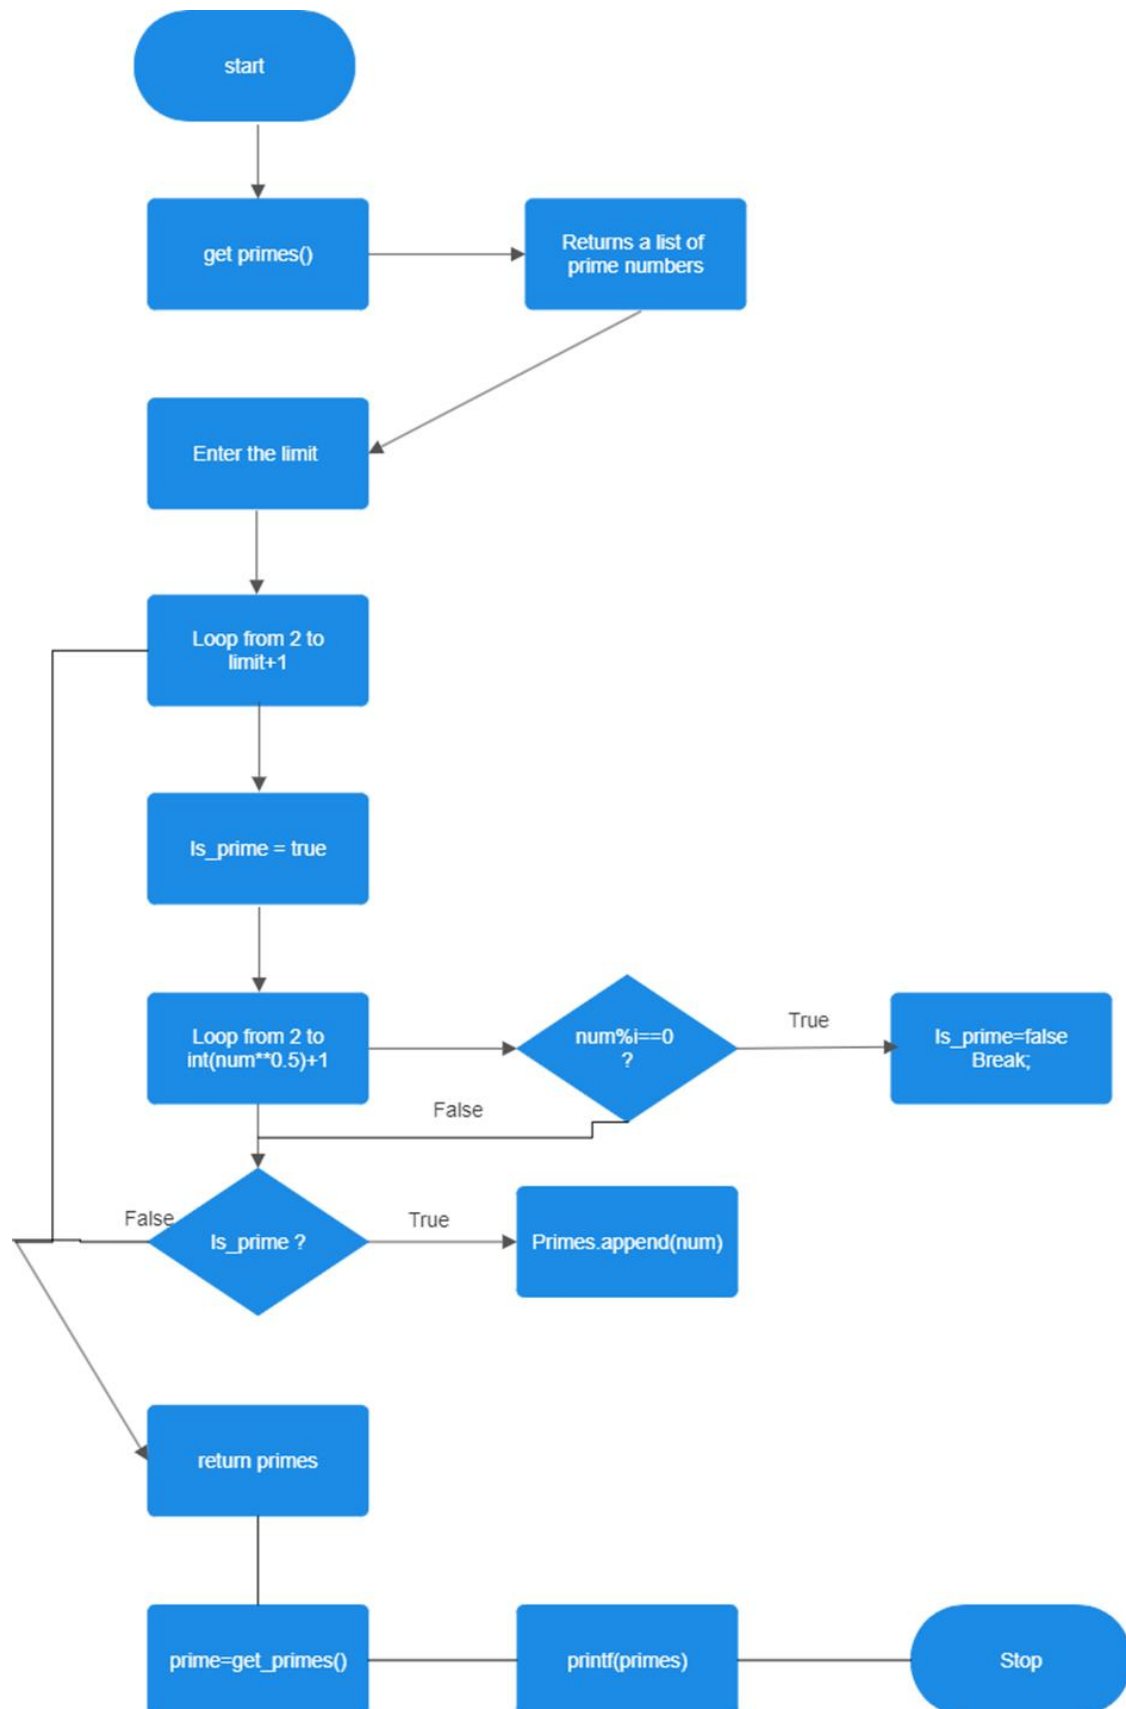 start
get primes()
Returns a list of
prime numbers
Enter the limit
Loop from 2 to
limit+1
Is_prime = true
Loop from 2 to
int(num**0.5)+1
num%i==0
?
True
Is_prime=false
Break;
False
False
Is_prime ?
True
Primes.append(num)
return primes
prime=get_primes()
printf(primes)
Stop